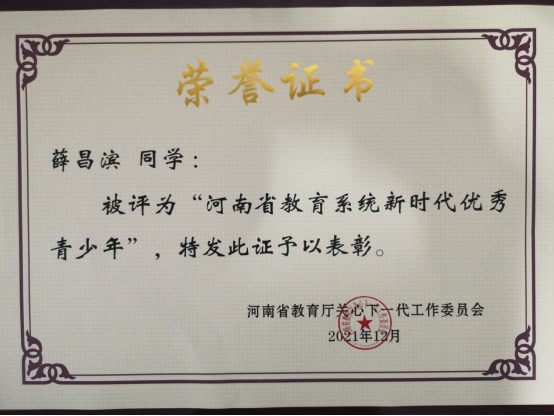 荣誉证书
薛昌滨 同学：
被评为“河南省教育系统新时代优秀
青少年”，特发此证予以表彰。
河南省教育厅关心下一代工作委员会
2021年12月